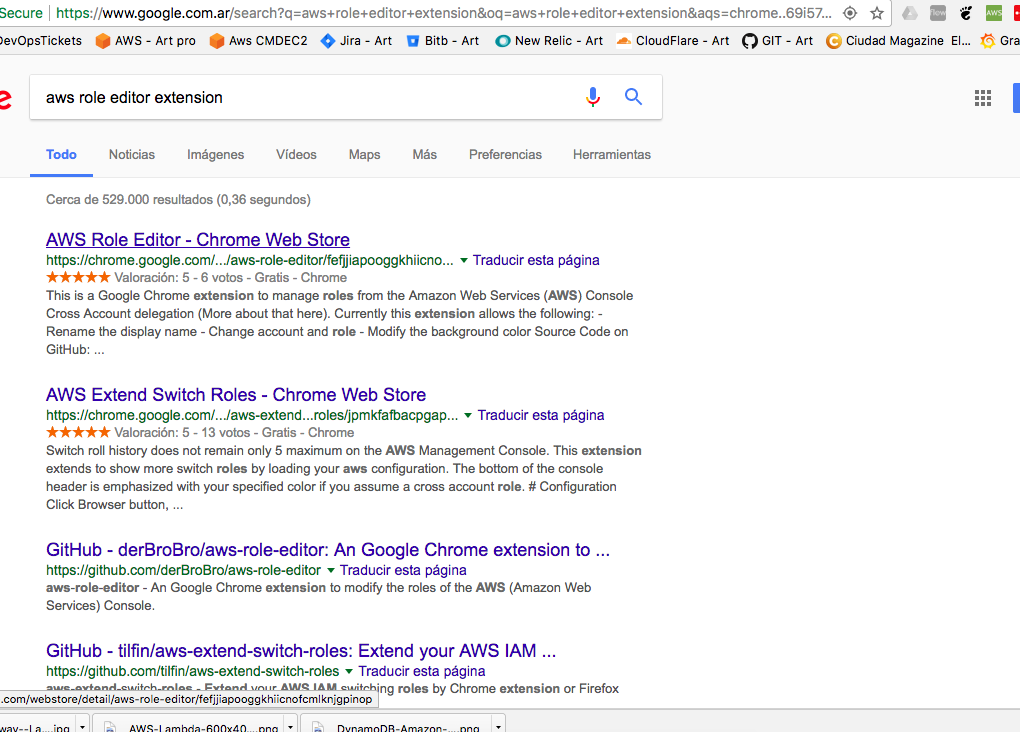 Secure https://www.google.com.ar/search?q=aws+role+editor+extension&oq=aws+role+editor+extension&aqs=chrome..69i57...
DevOpsTickets AWS - Art pro Aws CMDEC2 Jira - Art Bitb - Art New Relic - Art CloudFlare - Art GIT - Art Ciudad Magazine El... Gra
aws role editor extension
Todo Noticias Imágenes Vídeos Maps Más Preferencias Herramientas
Cerca de 529.000 resultados (0,36 segundos)
AWS Role Editor - Chrome Web Store
https://chrome.google.com/.../aws-role-editor/fefjjiapooggkhiicno... Traducir esta página
Valoración: 5 - 6 votos - Gratis - Chrome
This is a Google Chrome extension to manage roles from the Amazon Web Services (AWS) Console
Cross Account delegation (More about that here). Currently this extension allows the following: -
Rename the display name - Change account and role - Modify the background color Source Code on
GitHub: ...
AWS Extend Switch Roles - Chrome Web Store
https://chrome.google.com/.../aws-extend...roles/jpmkfafbacpgap... Traducir esta página
Valoración: 5 - 13 votos - Gratis - Chrome
Switch roll history does not remain only 5 maximum on the AWS Management Console. This extension
extends to show more switch roles by loading your aws configuration. The bottom of the console
header is emphasized with your specified color if you assume a cross account role. # Configuration
Click Browser button, ...
GitHub - derBroBro/aws-role-editor: An Google Chrome extension to ...
https://github.com/derBroBro/aws-role-editor Traducir esta página
aws-role-editor - An Google Chrome extension to modify the roles of the AWS (Amazon Web
Services) Console.
GitHub - tilfin/aws-extend-switch-roles: Extend your AWS IAM ...
https://github.com/tilfin/aws-extend-switch-roles Traducir esta página
aws-extend-switch-roles - Extend your AWS IAM switching roles by Chrome extension or Firefox
.com/webstore/detail/aws-role-editor/fefjjiapooggkhiicnofcmlknjgpinop
way--La....jpg AWS-Lambda-600x40....png DynamoDB-Amazon-....png